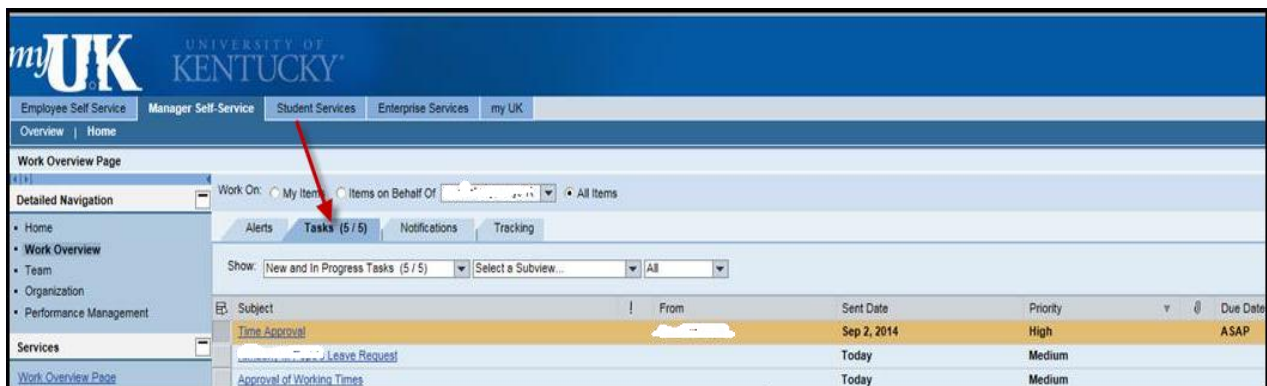 myUK UNIVERSITY OF KENTUCKY
Employee Self Service Manager Self-Service Student Services Enterprise Services my UK
Overview | Home
Work Overview Page
Detailed Navigation
Work On: My Items Items on Behalf Of All Items
Home
Work Overview
Team
Organization
Performance Management
Services
Work Overview Page
Alerts Tasks (5 / 5) Notifications Tracking
Show: New and In Progress Tasks (5 / 5) Select a Subview... All
Subject ! From Sent Date Priority Due Date
Time Approval Sep 2, 2014 High ASAP
Leave Request Today Medium
Approval of Working Times Today Medium